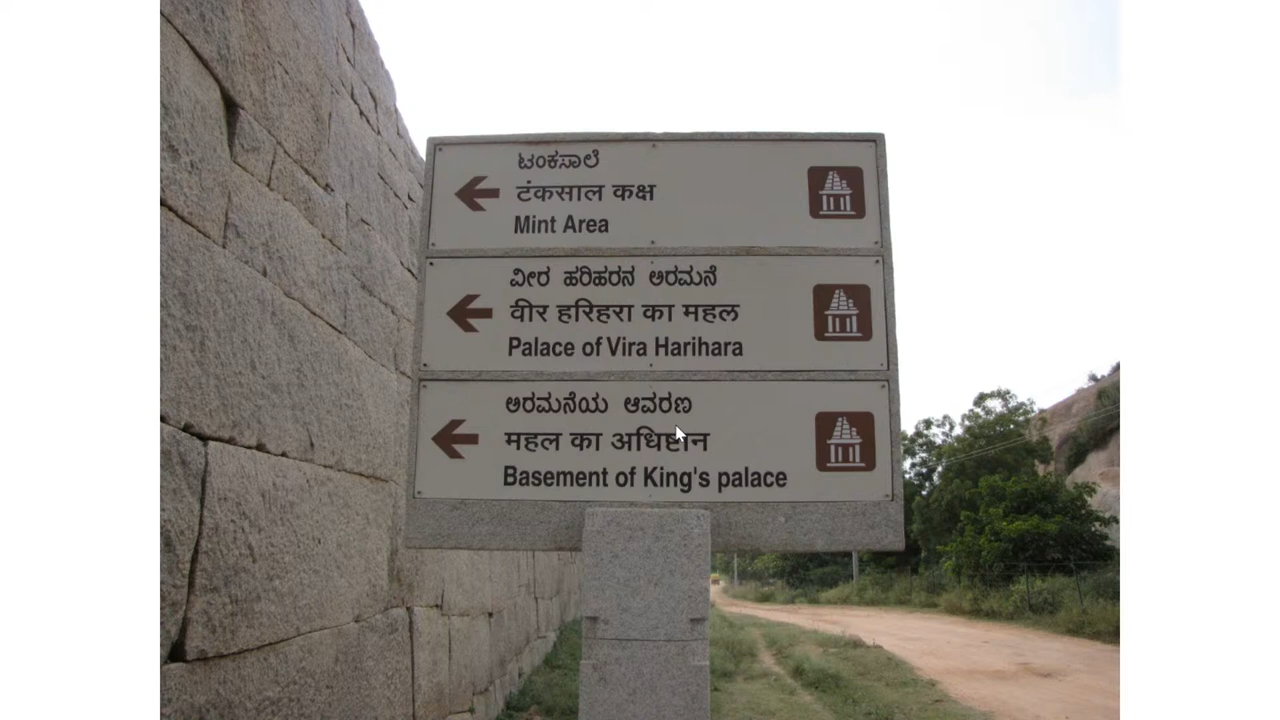 ಟಂಕಸಾಲೆ
टंकसाल कक्ष
Mint Area
ವೀರ ಹರಿಹರನ ಅರಮನೆ
वीर हरिहरा का महल
Palace of Vira Harihara
ಅರಮನೆಯ ಆವರಣ
महल का अधिष्ठान
Basement of King's palace